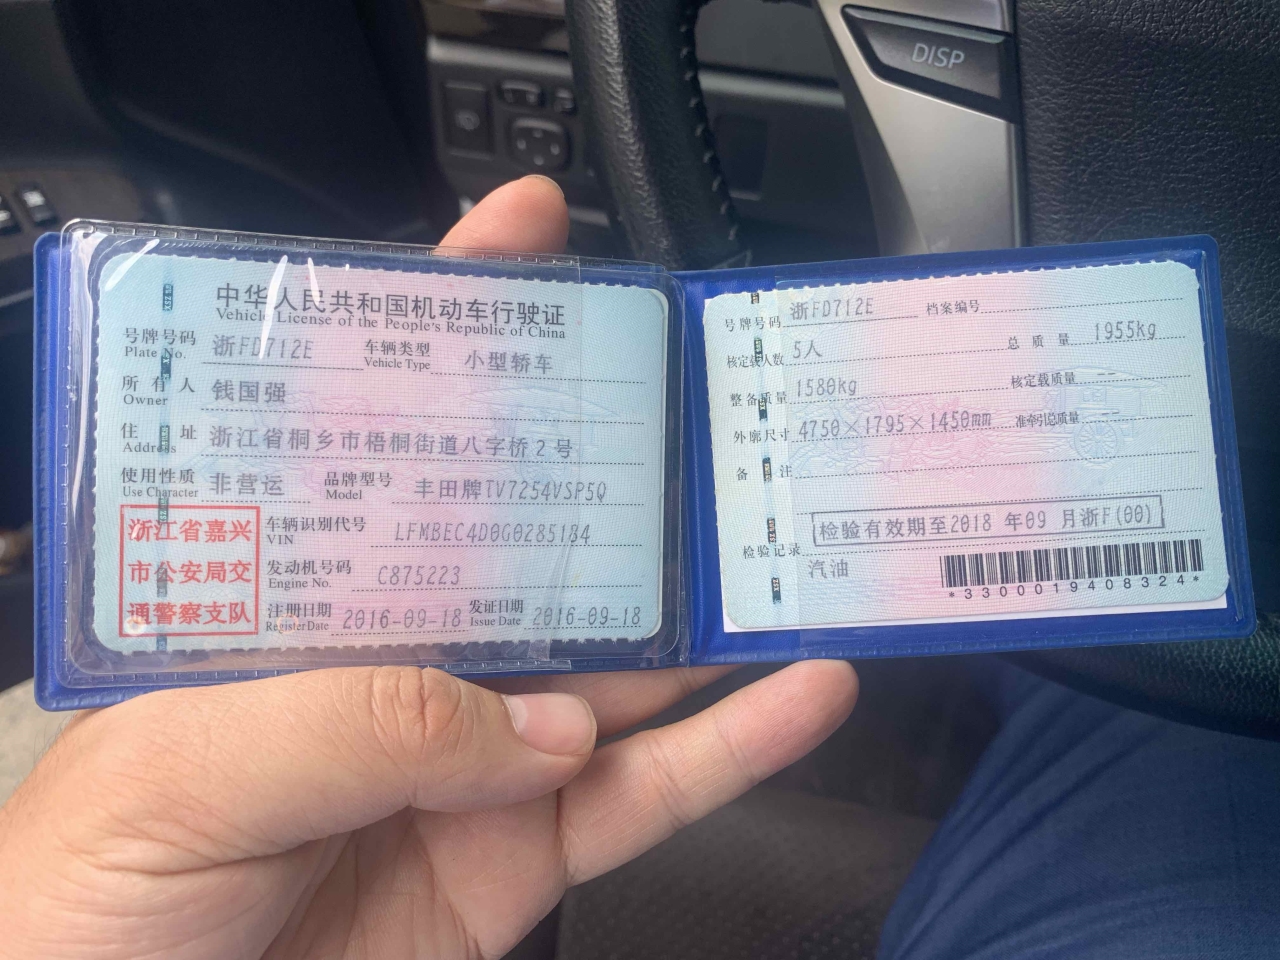 DISP
中华人民共和国机动车行驶证
Vehicle License of the People's Republic of China
号牌号码 浙FD712E 车辆类型 小型轿车
Plate No. Vehicle Type
所有人 钱国强
Owner
住址 浙江省桐乡市梧桐街道八字桥2号
Address
使用性质 非营运 品牌型号 丰田牌TV7254VSP5Q
Use Character Model
浙江省嘉兴
市公安局交
通警察支队
车辆识别代号 LFMBEC4D0G0285184
VIN
发动机号码 C875223
Engine No.
注册日期 2016-09-18 发证日期 2016-09-18
Register Date Issue Date
号牌号码 浙FD712E 档案编号
核定载人数 5人 总质量 1955kg
整备质量 1580kg 核定载质量 --
外廓尺寸 4750×1795×1450mm 准牵引总质量 --
备注
检验有效期至2018 年09 月浙F(00)
检验记录
汽油
*3300019408324*